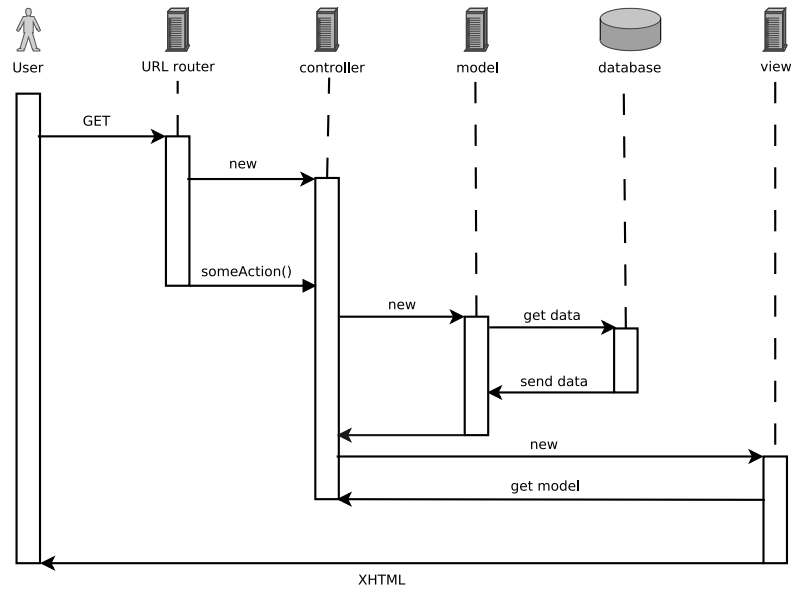 User
URL router
controller
model
database
view
GET
new
someAction()
new
get data
send data
new
get model
XHTML